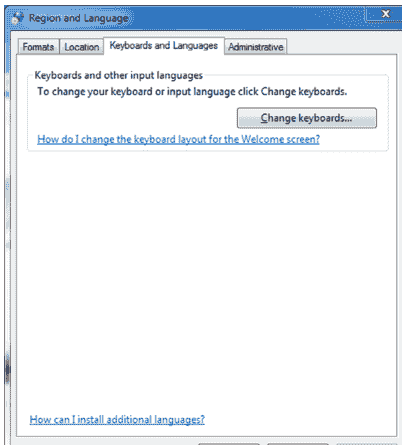 Region and Language
Formats Location Keyboards and Languages Administrative
Keyboards and other input languages
To change your keyboard or input language click Change keyboards.
Change keyboards...
How do I change the keyboard layout for the Welcome screen?
How can I install additional languages?